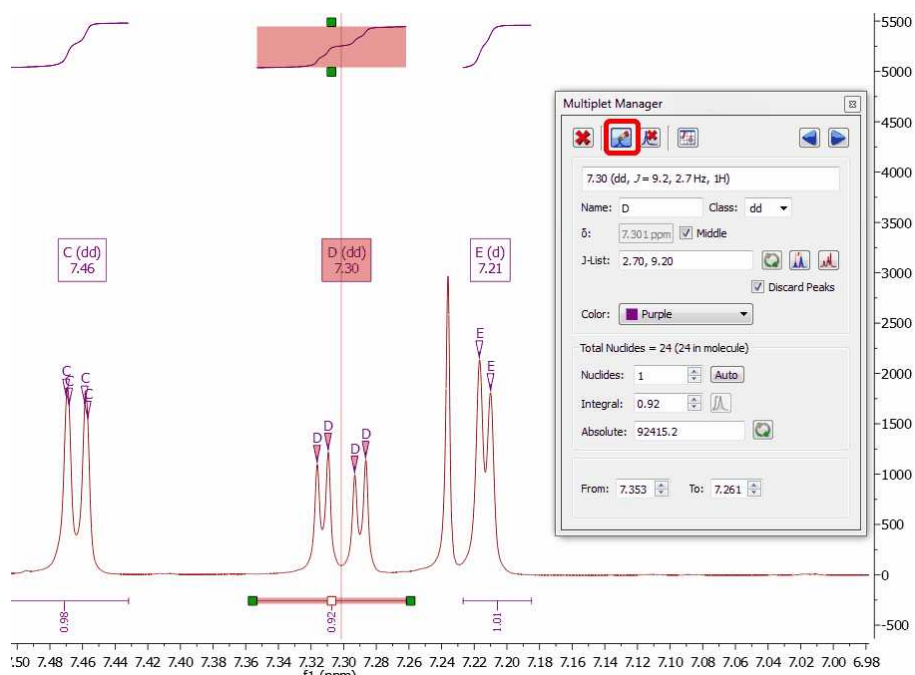 5500
5000
4500
4000
3500
3000
2500
2000
1500
1000
500
0
-500
C (dd)
7.46
D (dd)
7.30
E (d)
7.21
C
C
C
C
D
D
D
D
E
E
0.98
0.92
1.01
Multiplet Manager
7.30 (dd, J = 9.2, 2.7 Hz, 1H)
Name: D Class: dd
δ: 7.301 ppm Middle
J-List: 2.70, 9.20
Discard Peaks
Color: Purple
Total Nuclides = 24 (24 in molecule)
Nuclides: 1 Auto
Integral: 0.92
Absolute: 92415.2
From: 7.353 To: 7.261
7.50 7.48 7.46 7.44 7.42 7.40 7.38 7.36 7.34 7.32 7.30 7.28 7.26 7.24 7.22 7.20 7.18 7.16 7.14 7.12 7.10 7.08 7.06 7.04 7.02 7.00 6.98
f1 (ppm)